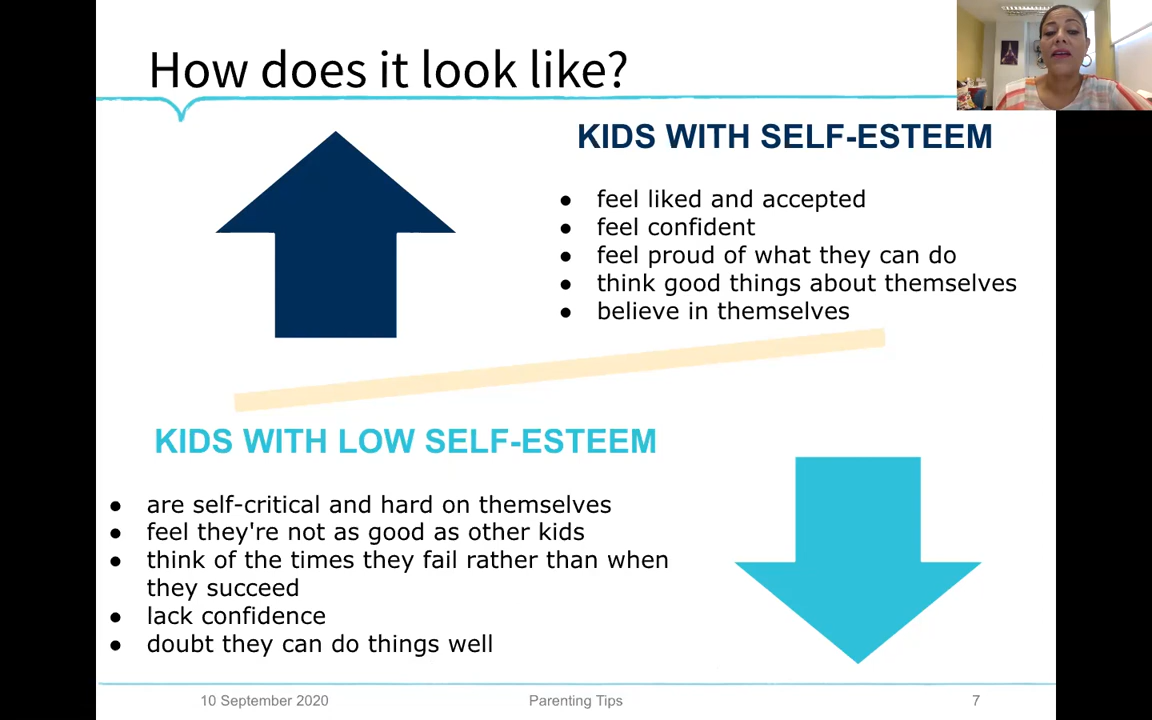 How does it look like?
KIDS WITH SELF-ESTEEM
● feel liked and accepted
● feel confident
● feel proud of what they can do
● think good things about themselves
● believe in themselves
KIDS WITH LOW SELF-ESTEEM
● are self-critical and hard on themselves
● feel they're not as good as other kids
● think of the times they fail rather than when
they succeed
● lack confidence
● doubt they can do things well
10 September 2020
Parenting Tips
7